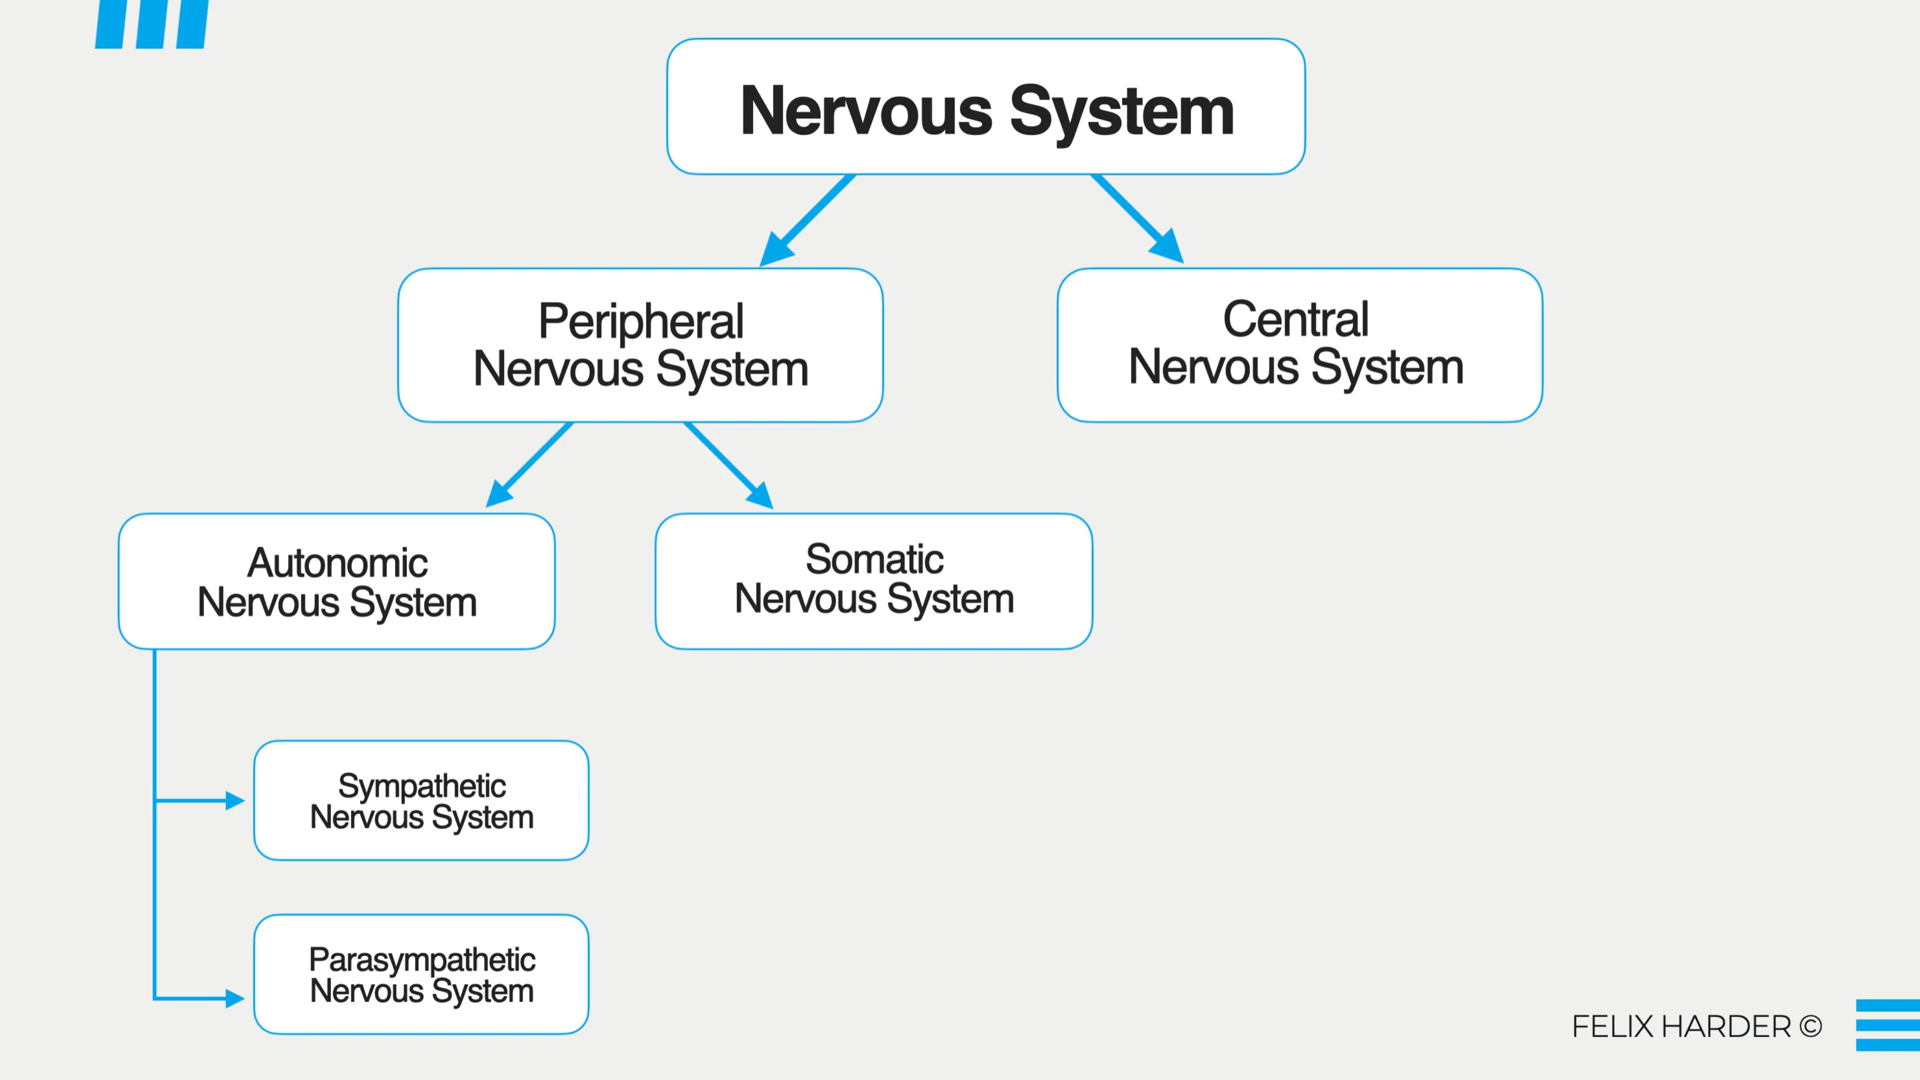 Nervous System
Peripheral
Nervous System
Central
Nervous System
Autonomic
Nervous System
Somatic
Nervous System
Sympathetic
Nervous System
Parasympathetic
Nervous System
FELIX HARDER ©